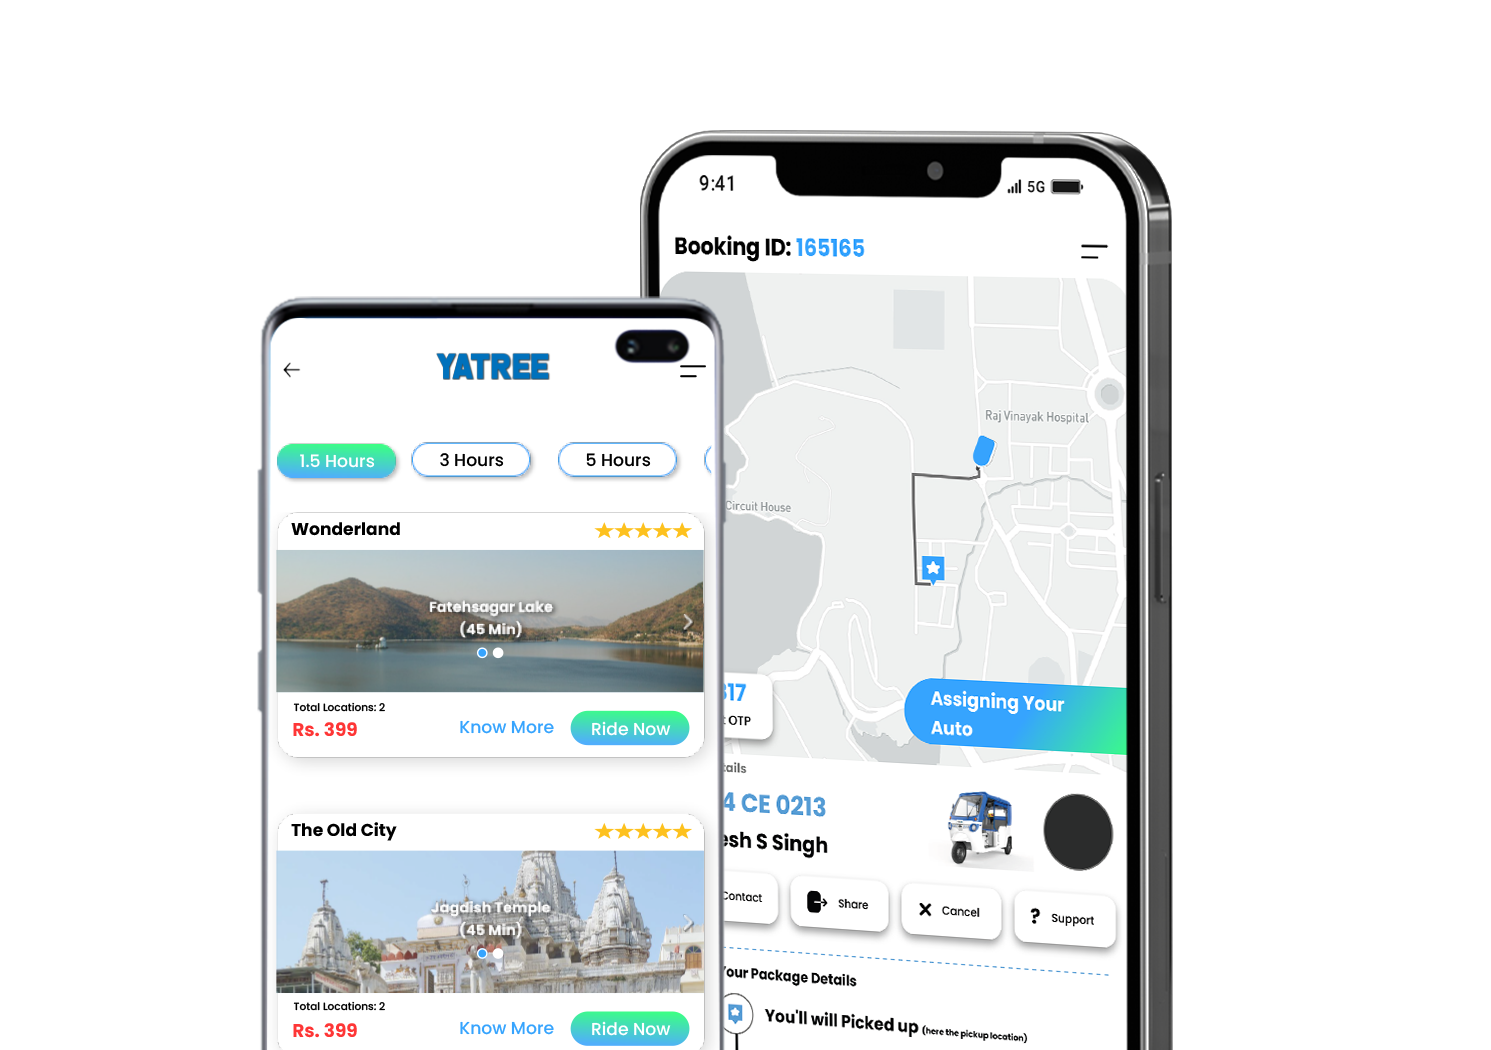 9:41
5G
Booking ID: 165165
Raj Vinayak Hospital
Circuit House
317
OTP
Assigning Your
Auto
4 CE 0213
esh S Singh
Contact
Share
Cancel
Support
Your Package Details
You'll will Picked up (here the pickup location)
YATREE
1.5 Hours
3 Hours
5 Hours
Wonderland
Fatehsagar Lake
(45 Min)
Total Locations: 2
Rs. 399
Know More
Ride Now
The Old City
Jagdish Temple
(45 Min)
Total Locations: 2
Rs. 399
Know More
Ride Now